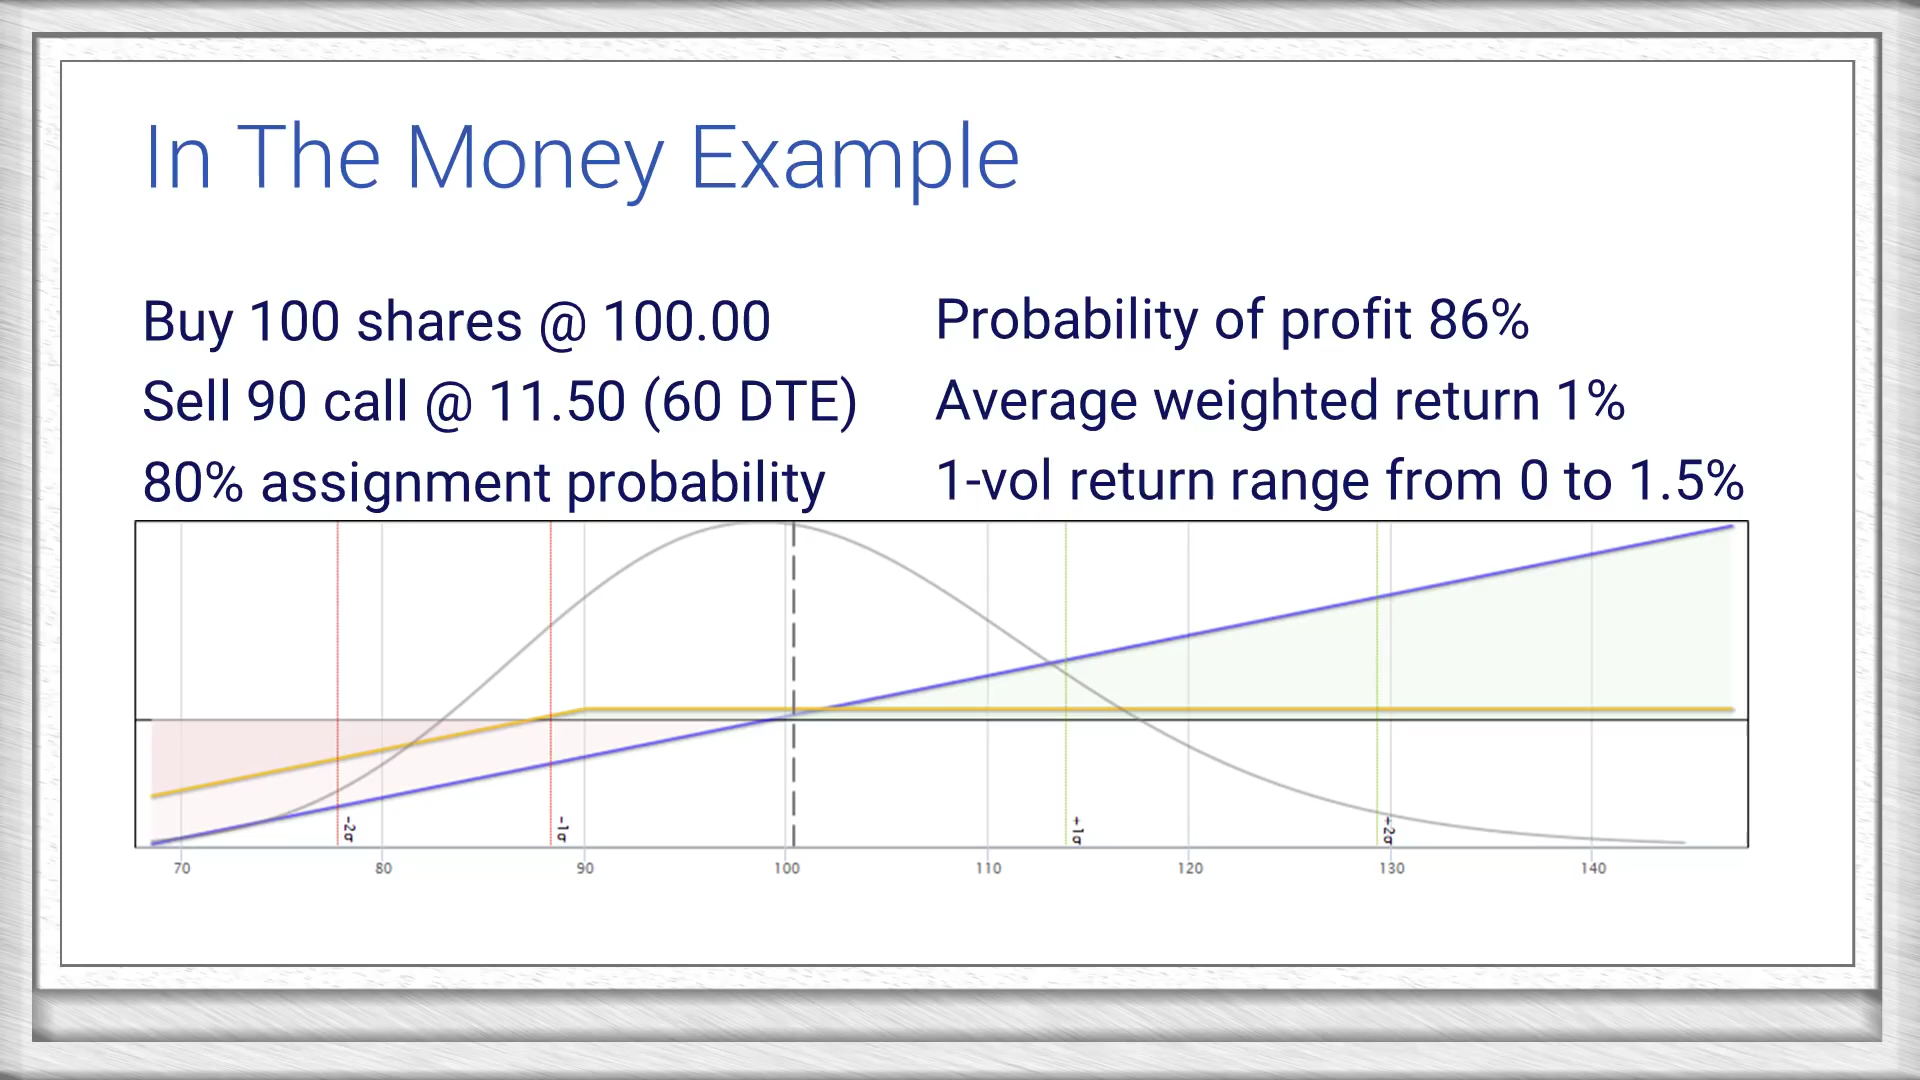 In The Money Example
Buy 100 shares @ 100.00
Sell 90 call @ 11.50 (60 DTE)
80% assignment probability
Probability of profit 86%
Average weighted return 1%
1-vol return range from 0 to 1.5%
-2σ
-1σ
+1σ
+2σ
70 80 90 100 110 120 130 140